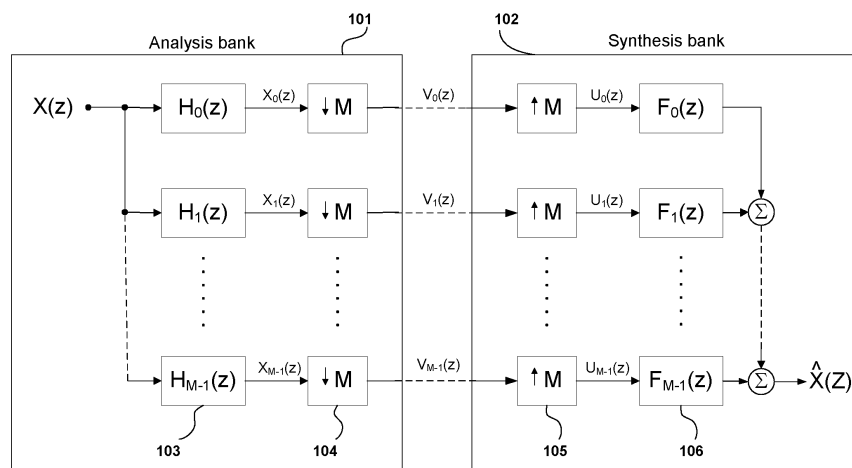 101
102
Analysis bank
Synthesis bank
X(z)
H0(z)
X0(z)
↓ M
V0(z)
↑ M
U0(z)
F0(z)
H1(z)
X1(z)
↓ M
V1(z)
↑ M
U1(z)
F1(z)
Σ
HM-1(z)
XM-1(z)
↓ M
VM-1(z)
↑ M
UM-1(z)
FM-1(z)
Σ
X̂(Z)
103
104
105
106